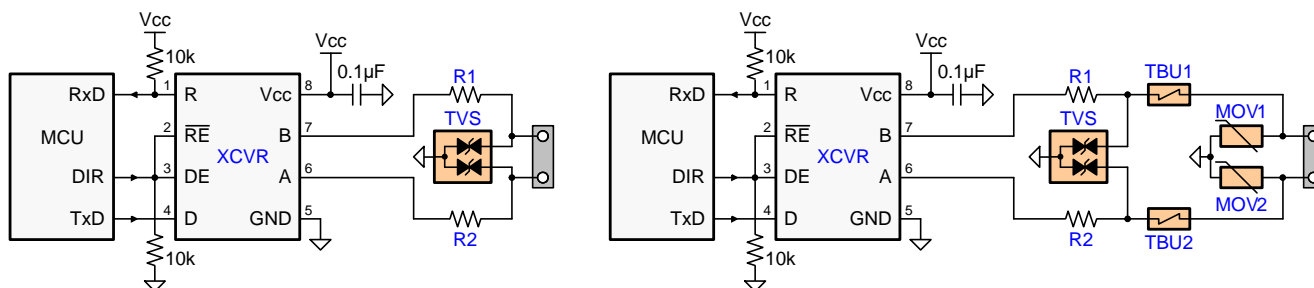 Vcc
10k
RxD
MCU
DIR
TxD
1
R
2
RE
3
DE
4
D
XCVR
Vcc
8
B
7
A
6
GND
5
10k
Vcc
0.1µF
R1
TVS
R2
Vcc
10k
RxD
MCU
DIR
TxD
1
R
2
RE
3
DE
4
D
XCVR
Vcc
8
B
7
A
6
GND
5
10k
Vcc
0.1µF
R1
TVS
R2
TBU1
MOV1
MOV2
TBU2